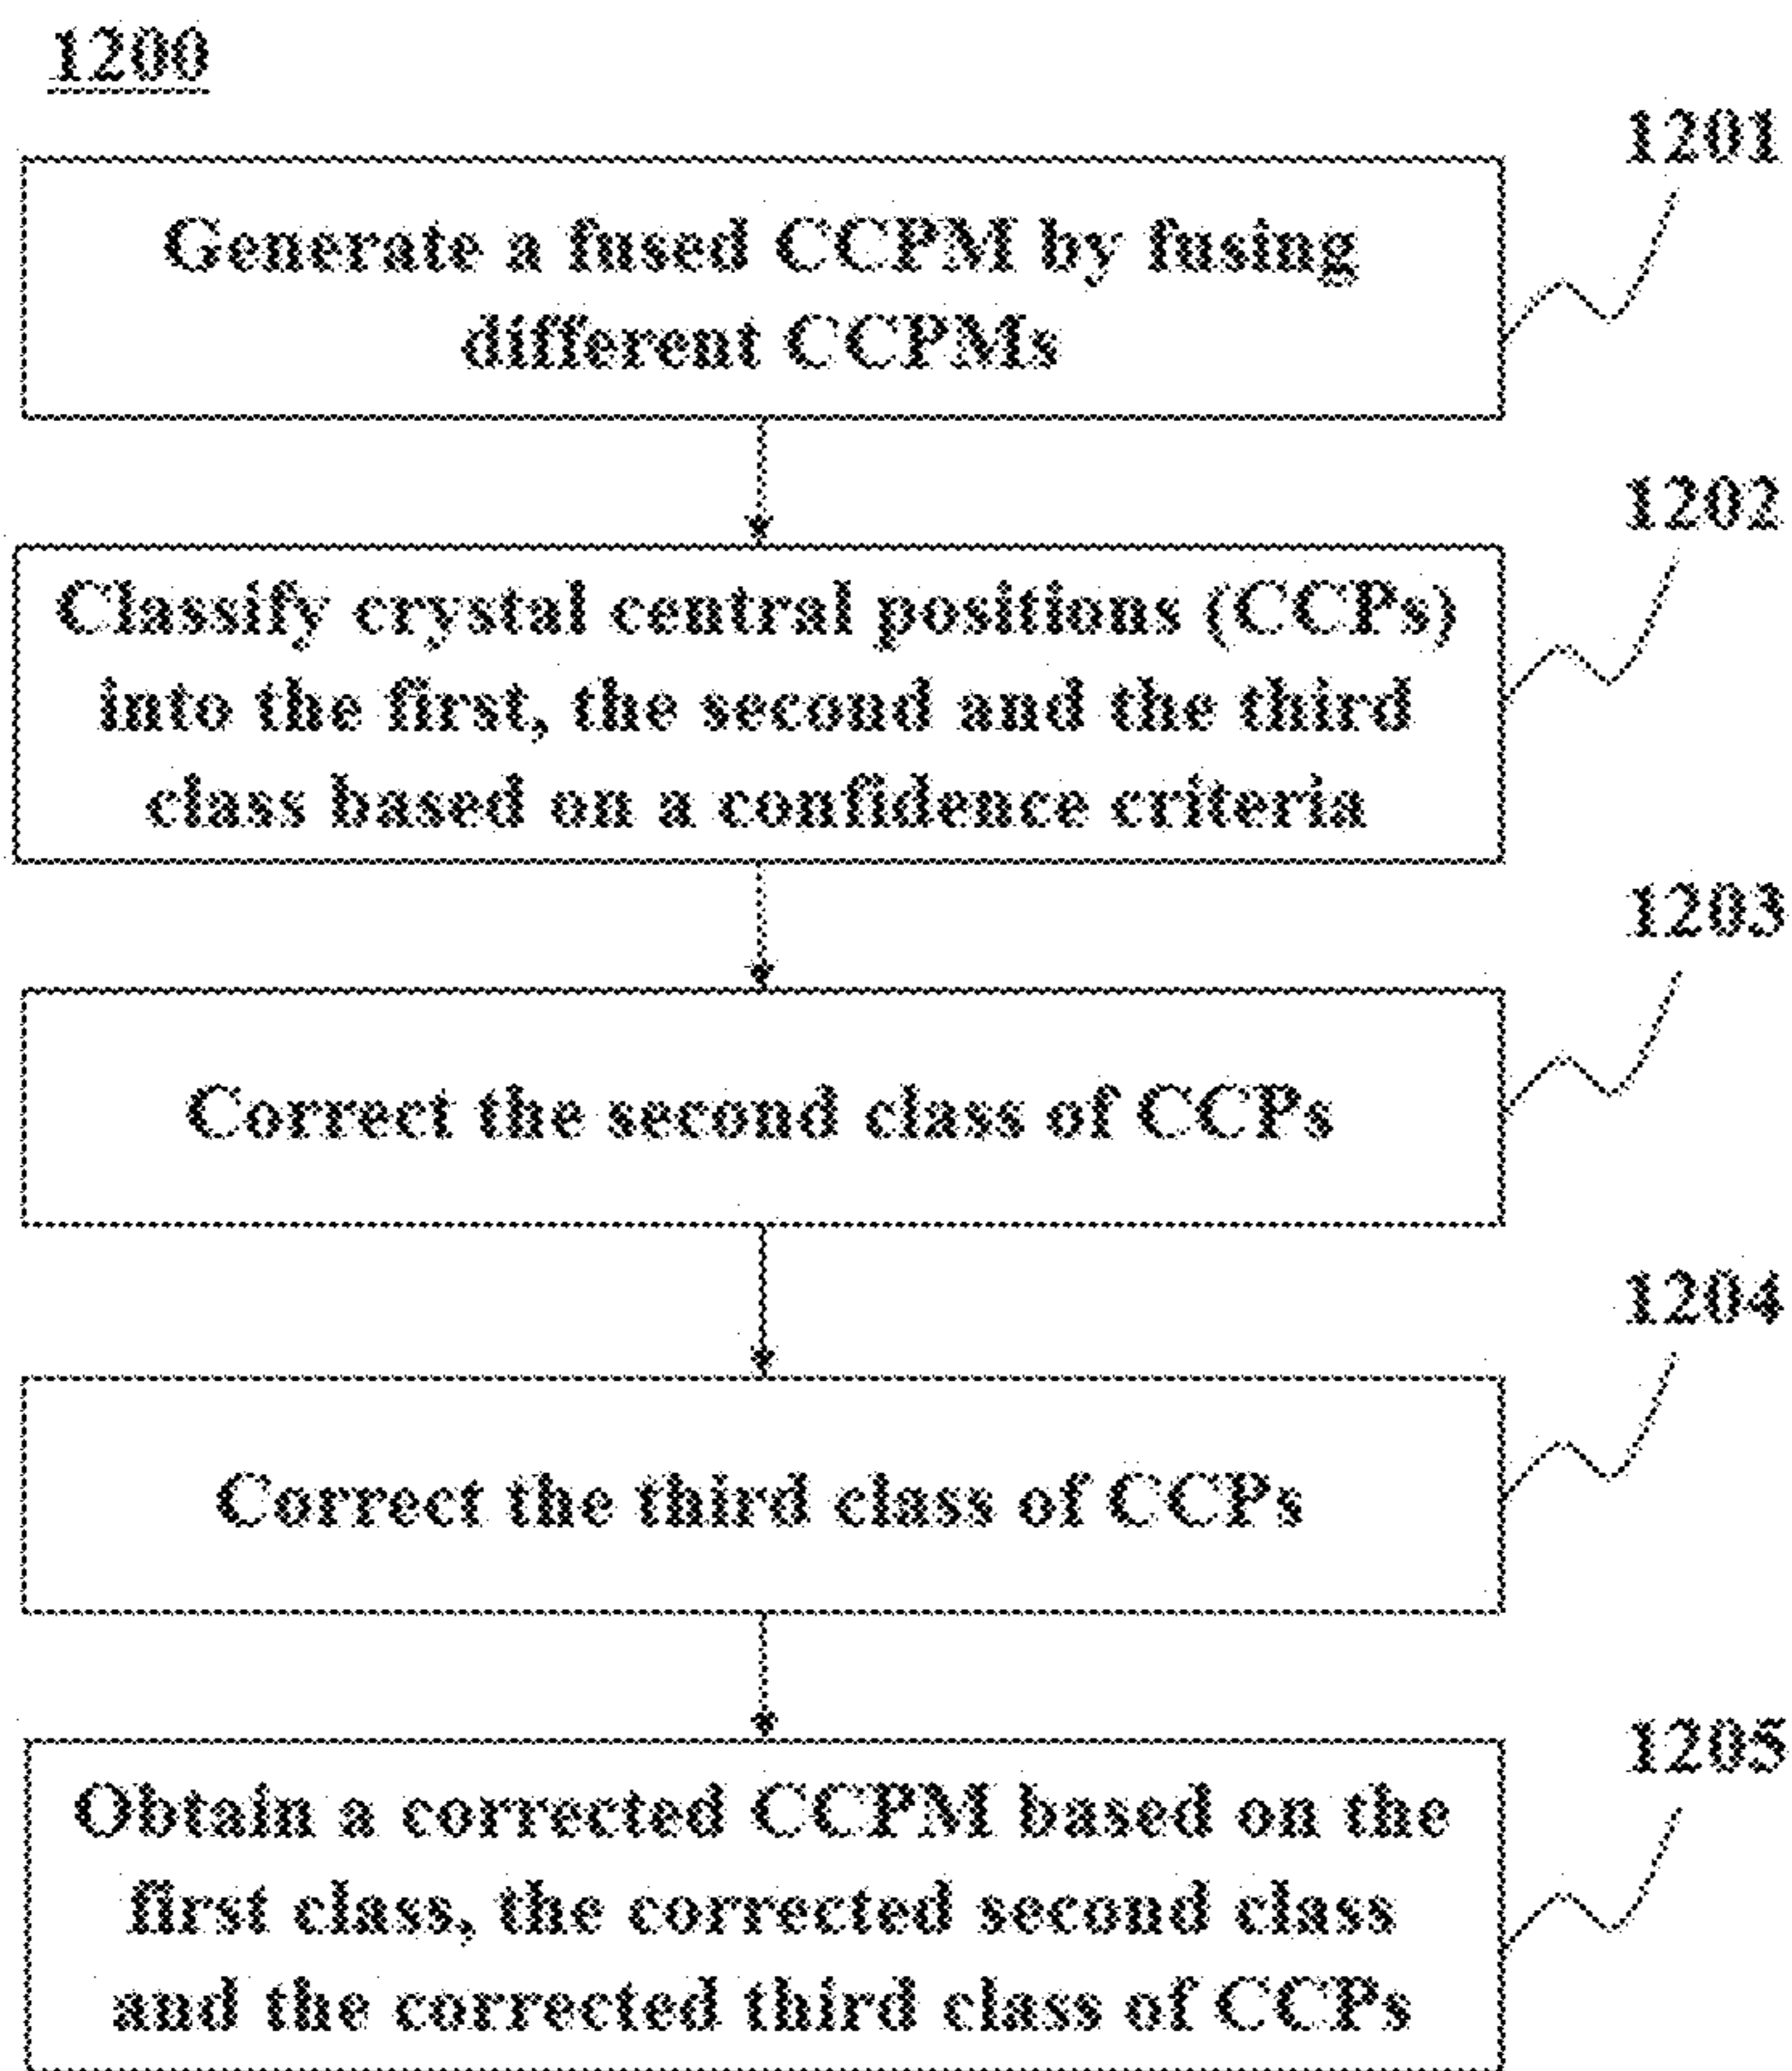 1200
1201
Generate a fused CCPM by fusing
different CCPMs
1202
Classify crystal central positions (CCPs)
into the first, the second and the third
class based on a confidence criteria
1203
Correct the second class of CCPs
1204
Correct the third class of CCPs
1205
Obtain a corrected CCPM based on the
first class, the corrected second class
and the corrected third class of CCPs